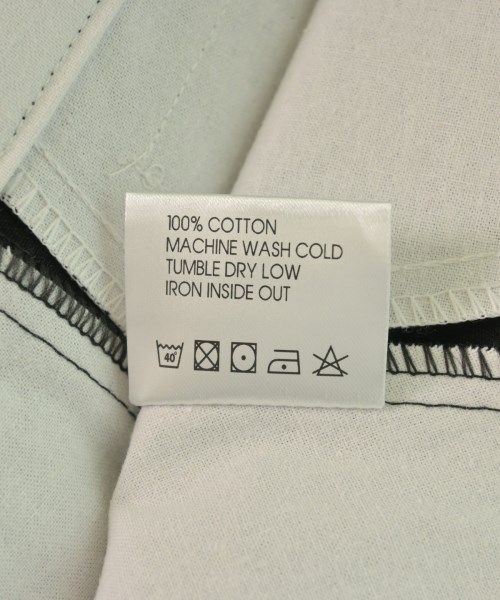 100% COTTON
MACHINE WASH COLD
TUMBLE DRY LOW
IRON INSIDE OUT
40°